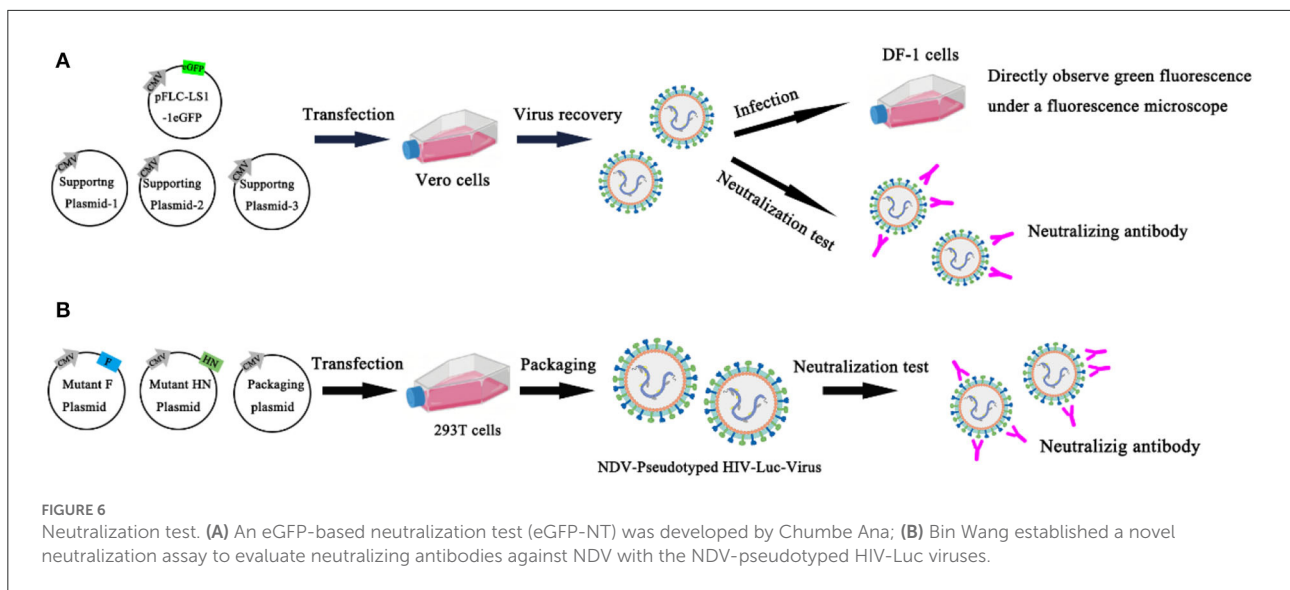 A
CMV
eGFP
pFLC-LS1
-1eGFP
CMV
Supportng
Plasmid-1
CMV
Supporting
Plasmid-2
CMV
Supportng
Plasmid-3
Transfection
Vero cells
Virus recovery
Infection
Neutralization test
DF-1 cells
Directly observe green fluorescence
under a fluorescence microscope
Neutralizing antibody
B
CMV
F
Mutant F
Plasmid
CMV
HN
Mutant HN
Plasmid
CMV
Packaging
plasmid
Transfection
293T cells
Packaging
NDV-Pseudotyped HIV-Luc-Virus
Neutralization test
Neutralizig antibody
FIGURE 6
Neutralization test. (A) An eGFP-based neutralization test (eGFP-NT) was developed by Chumbe Ana; (B) Bin Wang established a novel
neutralization assay to evaluate neutralizing antibodies against NDV with the NDV-pseudotyped HIV-Luc viruses.